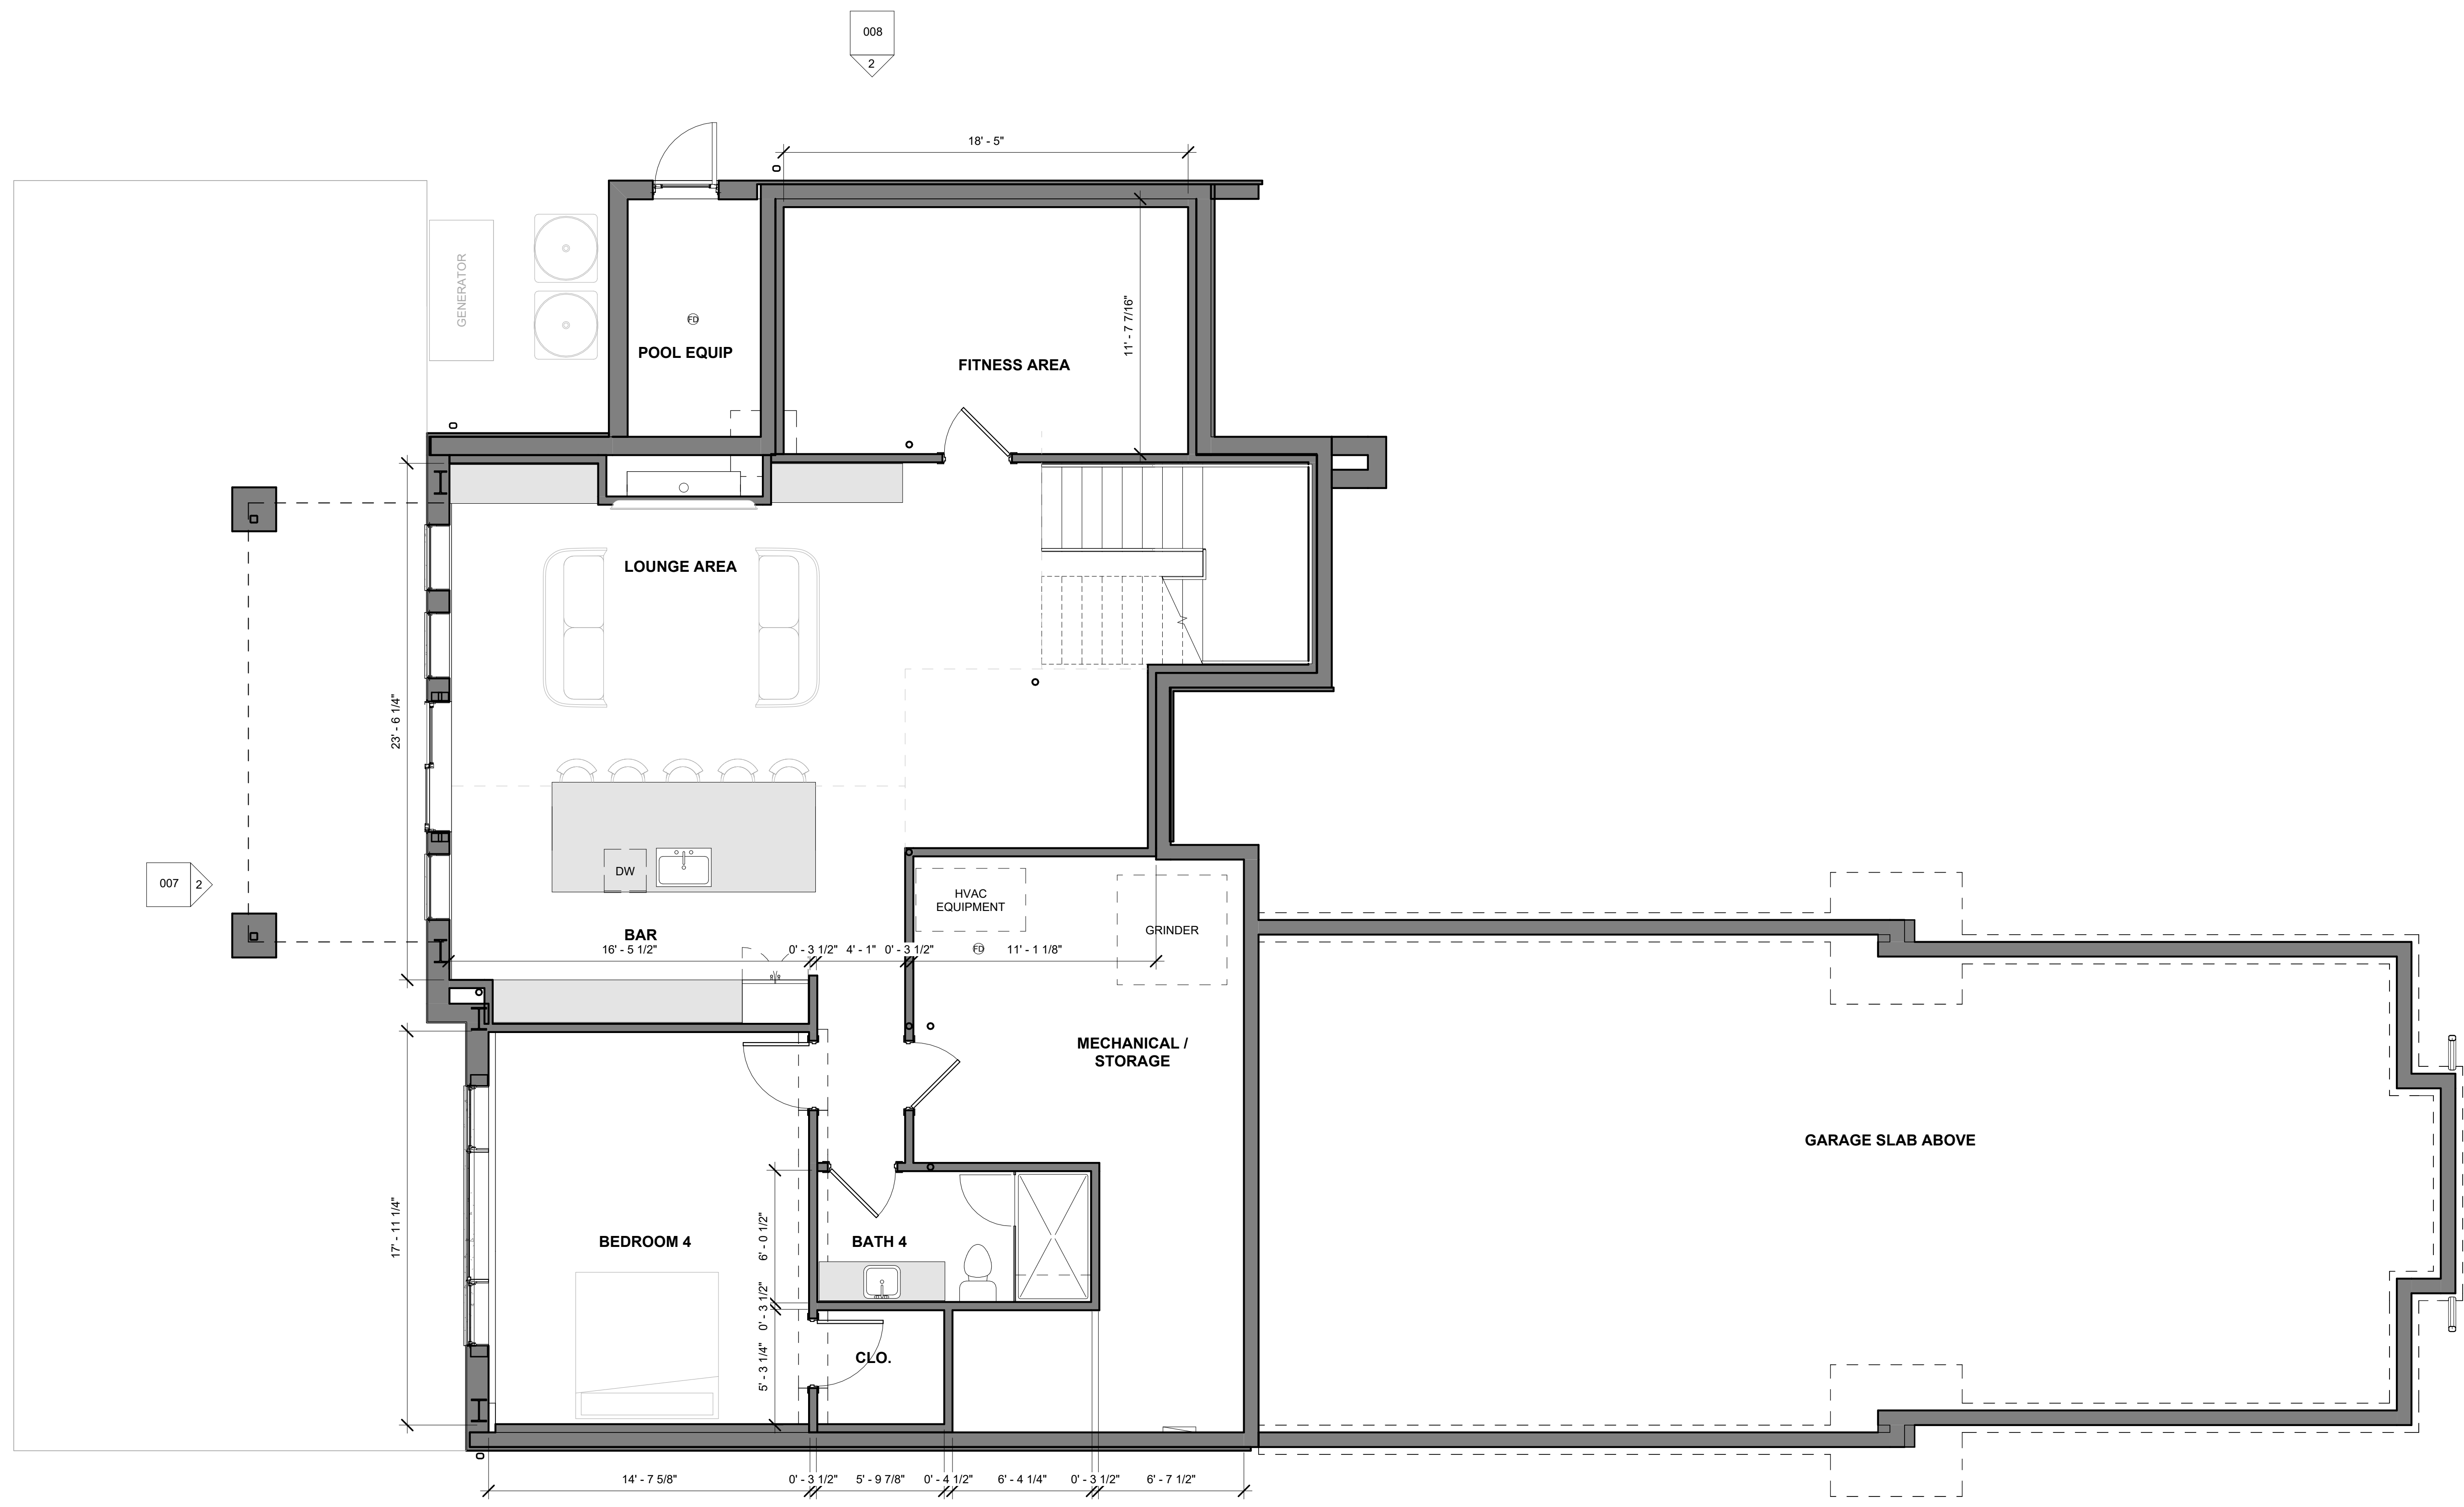 008
2
18' - 5"
GENERATOR
FD
POOL EQUIP
11' - 7 7/16"
FITNESS AREA
LOUNGE AREA
23' - 6 1/4"
DW
007
2
HVAC
EQUIPMENT
GRINDER
BAR
16' - 5 1/2"
0' - 3 1/2"
4' - 1"
0' - 3 1/2"
FD
11' - 1 1/8"
MECHANICAL /
STORAGE
GARAGE SLAB ABOVE
17' - 11 1/4"
BEDROOM 4
6' - 0 1/2"
BATH 4
0' - 3 1/2"
5' - 3 1/4"
CLO.
14' - 7 5/8"
0' - 3 1/2"
5' - 9 7/8"
0' - 4 1/2"
6' - 4 1/4"
0' - 3 1/2"
6' - 7 1/2"